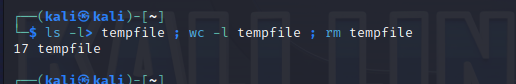 ┌──(kali㉿kali)-[~]
└─$ ls -l> tempfile ; wc -l tempfile ; rm tempfile
17 tempfile
┌──(kali㉿kali)-[~]